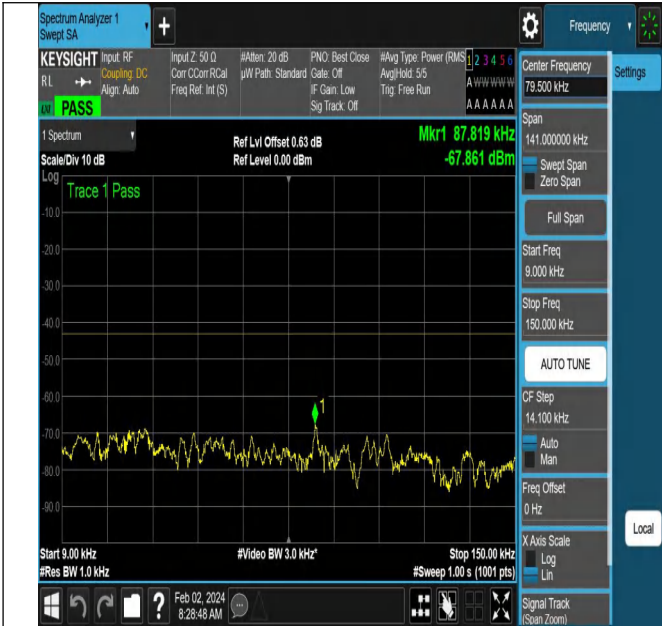 Spectrum Analyzer 1
Swept SA
+
Frequency
KEYSIGHT
RL
PASS
Input: RF
Coupling: DC
Align: Auto
Input Z: 50 Ω
Corr CCorr RCal
Freq Ref: Int (S)
#Atten: 20 dB
µW Path: Standard
PNO: Best Close
Gate: Off
IF Gain: Low
Sig Track: Off
#Avg Type: Power (RMS
Avg|Hold: 5/5
Trig: Free Run
1 2 3 4 5 6
A W W W W W
A A A A A A
1 Spectrum
Scale/Div 10 dB
Ref Lvl Offset 0.63 dB
Ref Level 0.00 dBm
Mkr1 87.819 kHz
-67.861 dBm
Log
Trace 1 Pass
-10.0
-20.0
-30.0
-40.0
-50.0
-60.0
-70.0
-80.0
-90.0
1
Start 9.00 kHz
#Res BW 1.0 kHz
#Video BW 3.0 kHz*
Stop 150.00 kHz
#Sweep 1.00 s (1001 pts)
?
Feb 02, 2024
8:28:48 AM
Center Frequency
79.500 kHz
Settings
Span
141.000000 kHz
Swept Span
Zero Span
Full Span
Start Freq
9.000 kHz
Stop Freq
150.000 kHz
AUTO TUNE
CF Step
14.100 kHz
Auto
Man
Freq Offset
0 Hz
X Axis Scale
Log
Lin
Local
Signal Track
(Span Zoom)